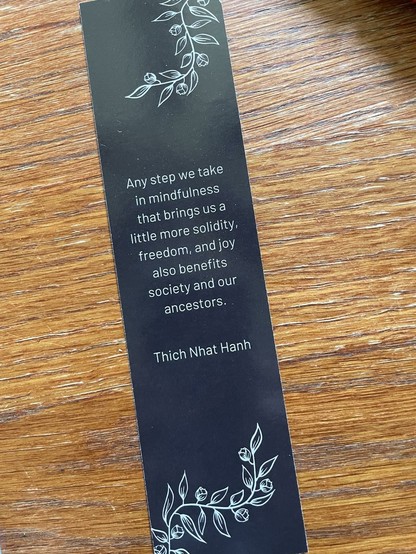 Any step we take
in mindfulness
that brings us a
little more solidity,
freedom, and joy
also benefits
society and our
ancestors.
Thich Nhat Hanh